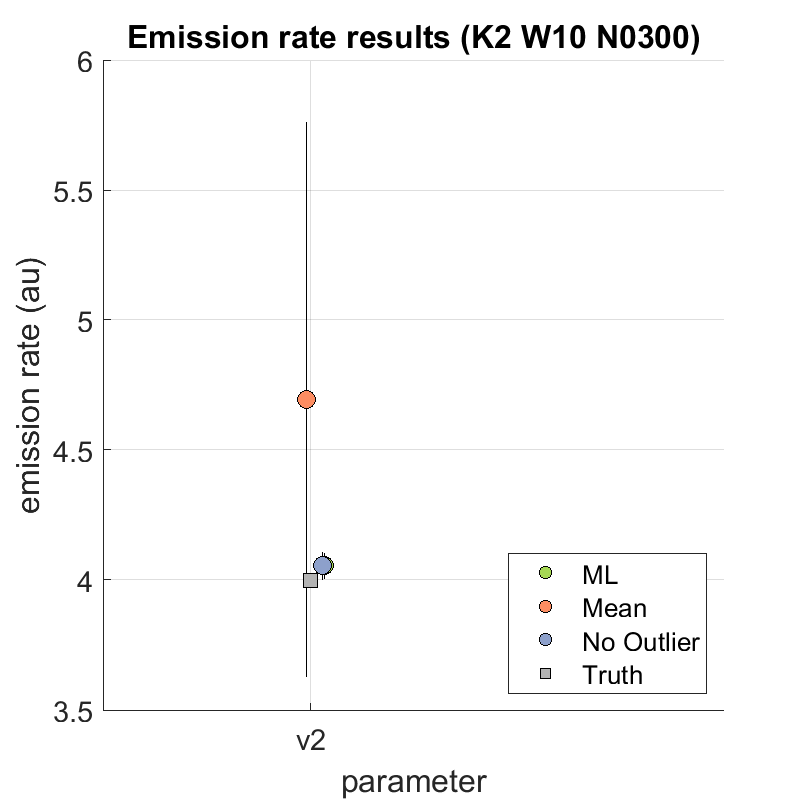 Emission rate results (K2 W10 N0300)
6
5.5
5
4.5
4
3.5
emission rate (au)
ML
Mean
No Outlier
Truth
v2
parameter